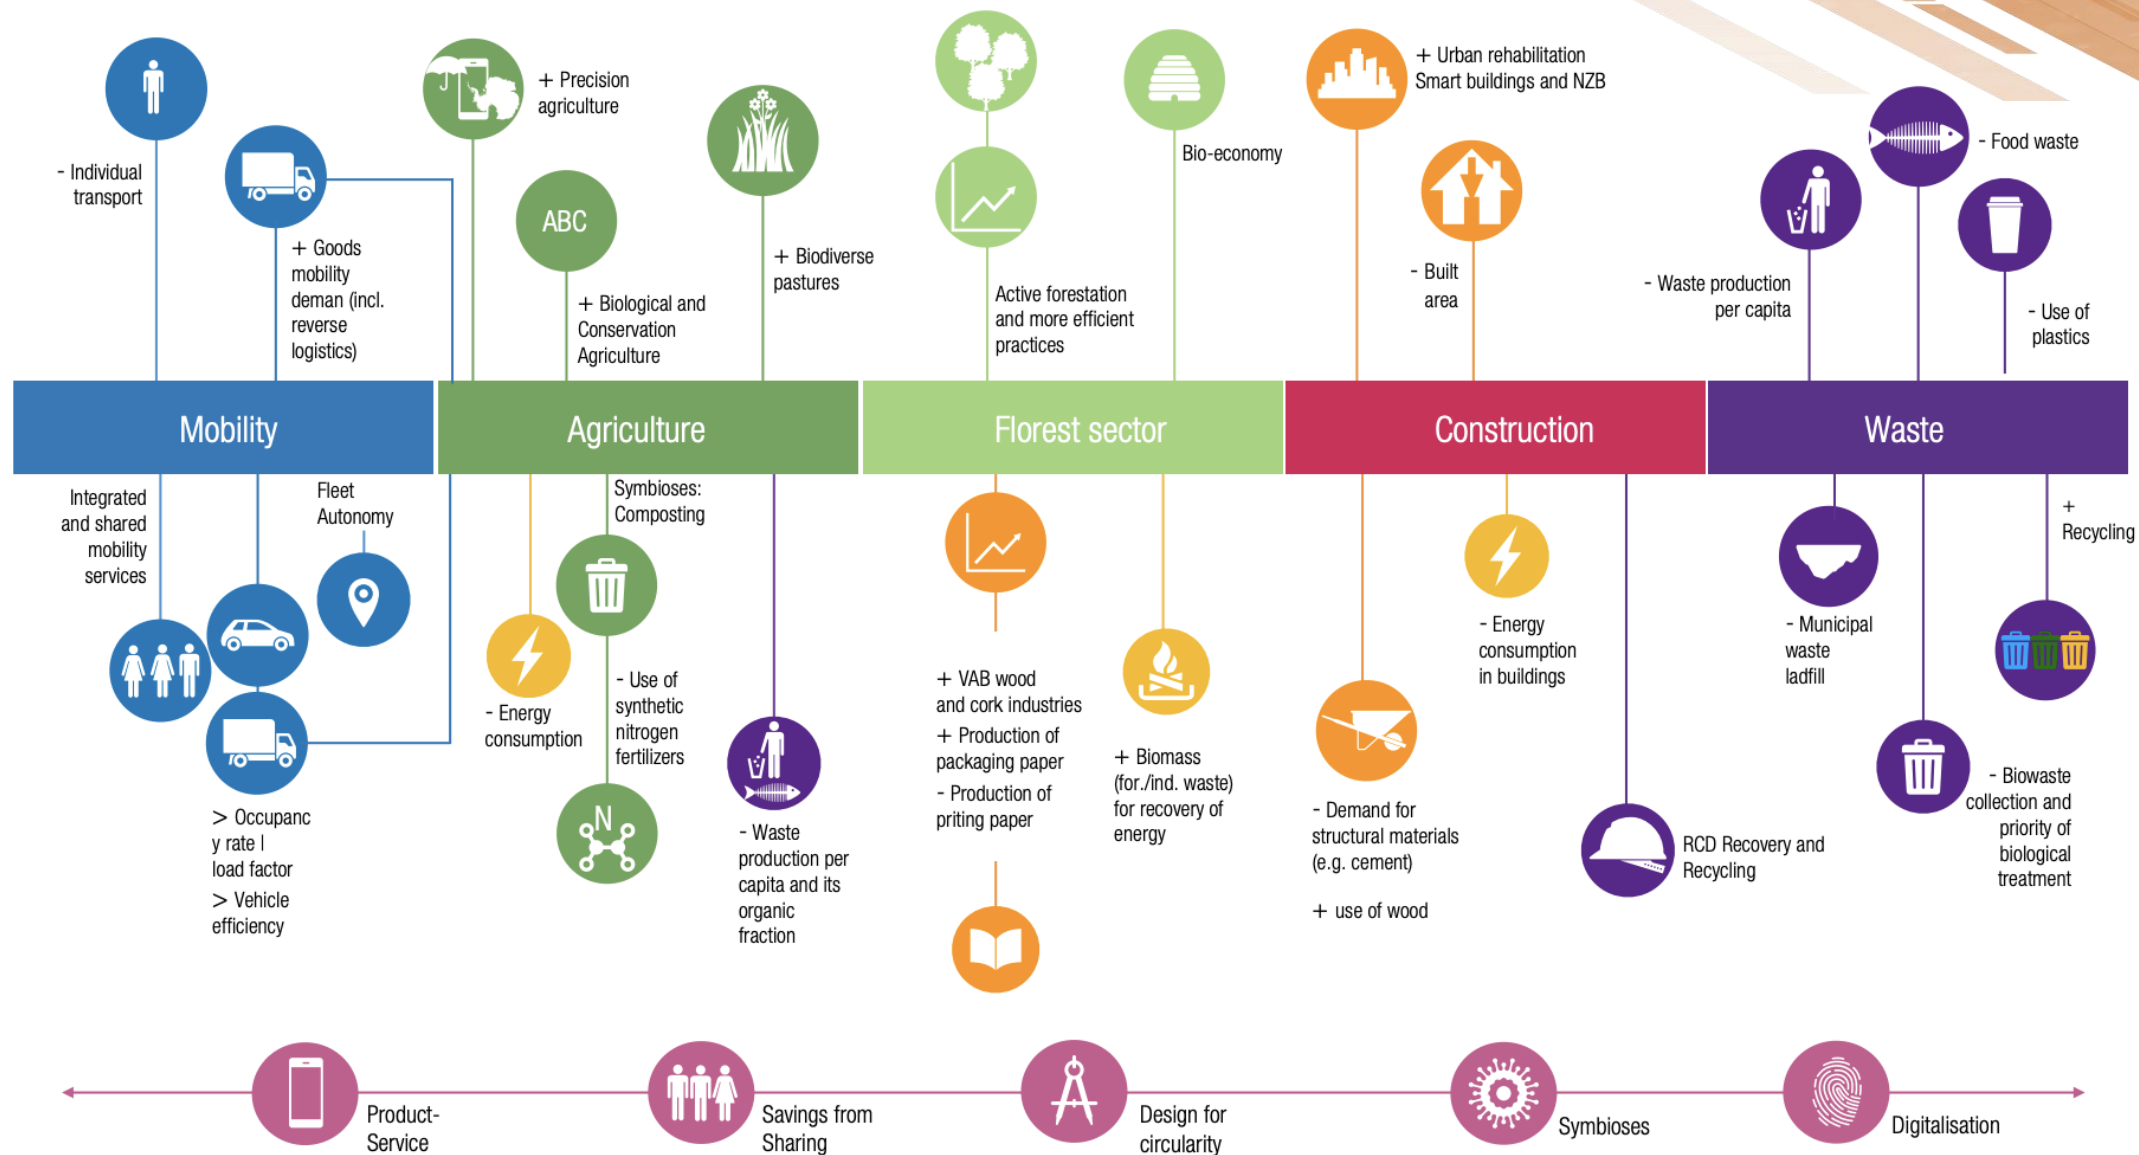 - Individual
transport
+ Goods
mobility
deman (incl.
reverse
logistics)
+ Precision
agriculture
ABC
+ Biological and
Conservation
Agriculture
+ Biodiverse
pastures
Active forestation
and more efficient
practices
Bio-economy
+ Urban rehabilitation
Smart buildings and NZB
- Built
area
- Waste production
per capita
- Food waste
- Use of
plastics
Mobility
Agriculture
Florest sector
Construction
Waste
Integrated
and shared
mobility
services
Fleet
Autonomy
> Occupanc
y rate |
load factor
> Vehicle
efficiency
- Energy
consumption
Symbioses:
Composting
- Use of
synthetic
nitrogen
fertilizers
N
- Waste
production per
capita and its
organic
fraction
+ VAB wood
and cork industries
+ Production of
packaging paper
- Production of
priting paper
+ Biomass
(for./ind. waste)
for recovery of
energy
- Demand for
structural materials
(e.g. cement)
+ use of wood
- Energy
consumption
in buildings
RCD Recovery and
Recycling
- Municipal
waste
ladfill
- Biowaste
collection and
priority of
biological
treatment
+
Recycling
Product-
Service
Savings from
Sharing
Design for
circularity
Symbioses
Digitalisation